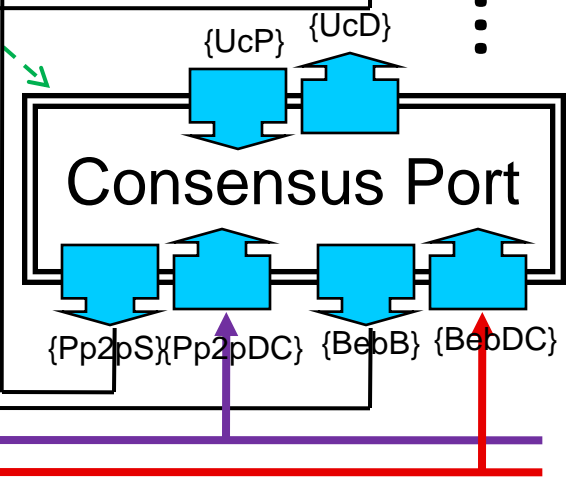 {UcP} {UcD}
Consensus Port
{Pp2pS}{Pp2pDC} {BebB} {BebDC}